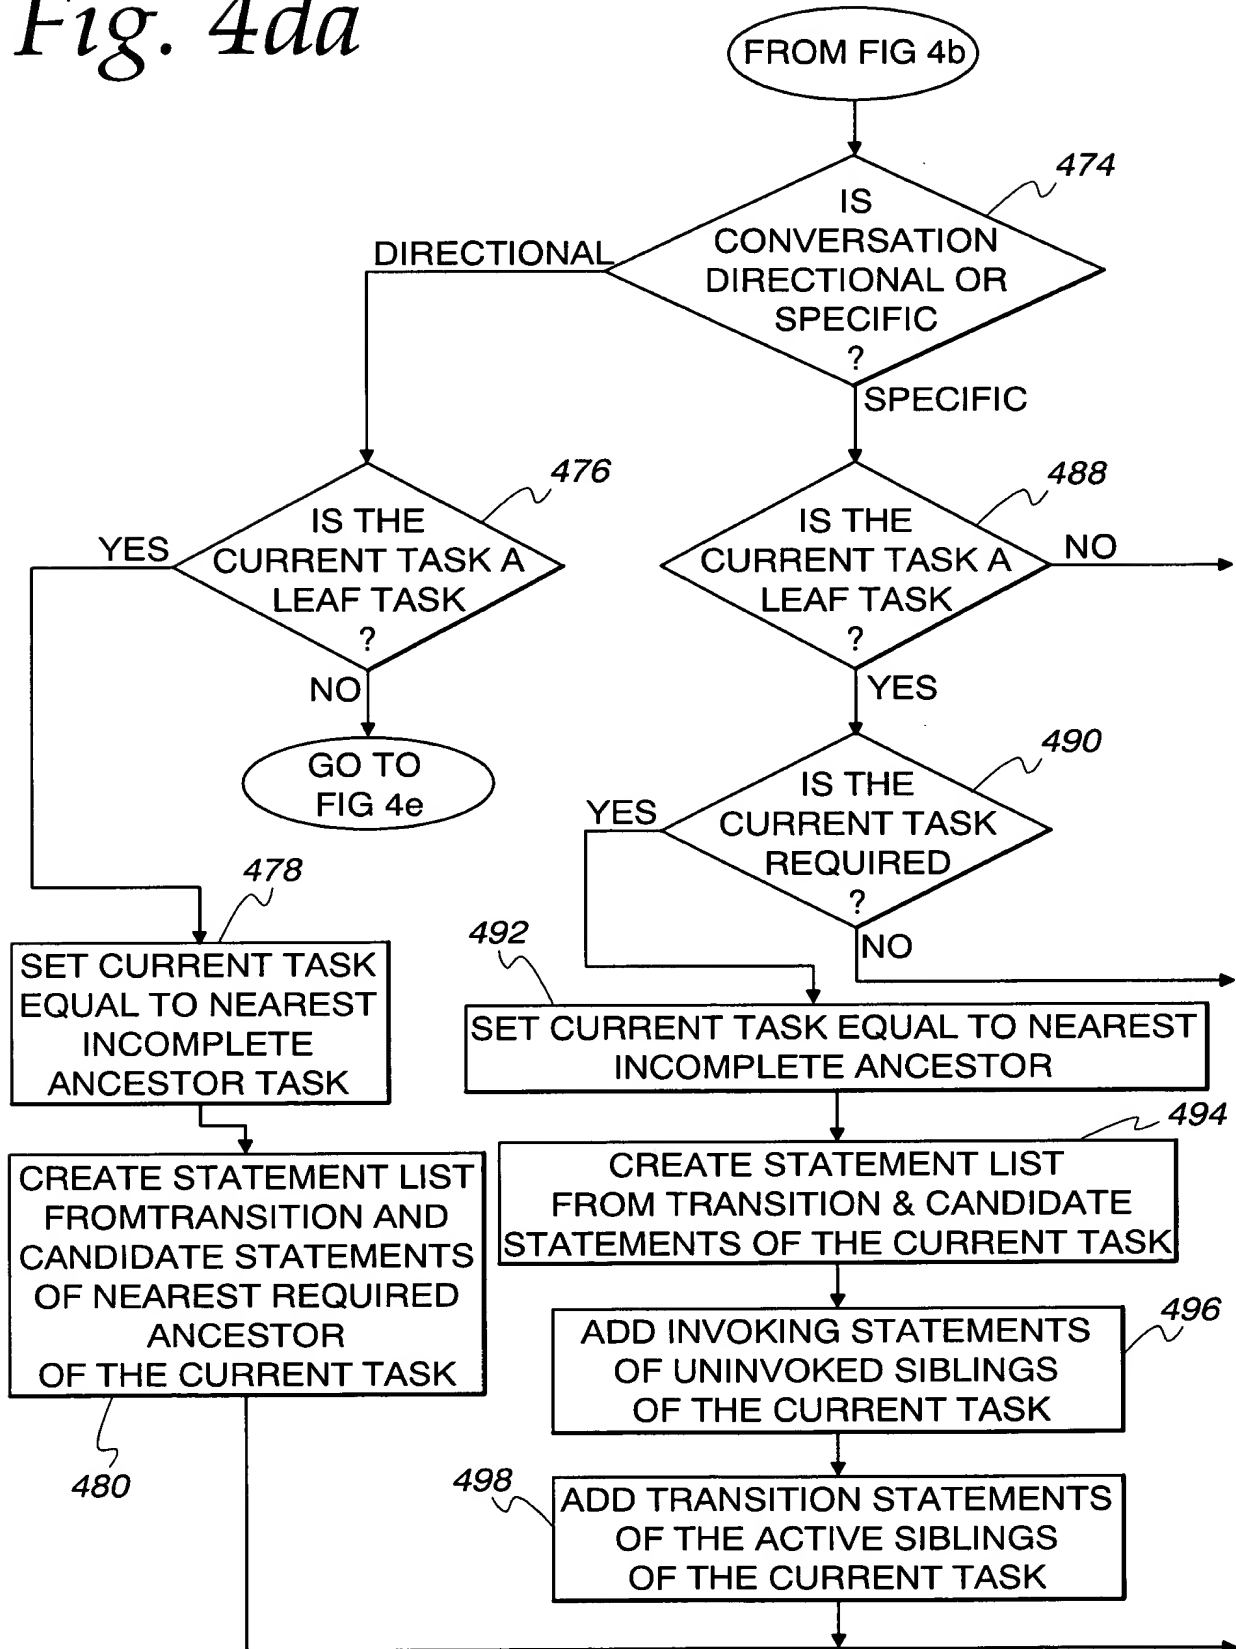 Fig. 4da
FROM FIG 4b
474
IS
CONVERSATION
DIRECTIONAL OR
SPECIFIC
?
DIRECTIONAL
SPECIFIC
476
IS THE
CURRENT TASK A
LEAF TASK
?
YES
NO
GO TO
FIG 4e
488
IS THE
CURRENT TASK A
LEAF TASK
?
NO
YES
490
IS THE
CURRENT TASK
REQUIRED
?
YES
NO
478
SET CURRENT TASK
EQUAL TO NEAREST
INCOMPLETE
ANCESTOR TASK
CREATE STATEMENT LIST
FROMTRANSITION AND
CANDIDATE STATEMENTS
OF NEAREST REQUIRED
ANCESTOR
OF THE CURRENT TASK
480
492
SET CURRENT TASK EQUAL TO NEAREST
INCOMPLETE ANCESTOR
494
CREATE STATEMENT LIST
FROM TRANSITION & CANDIDATE
STATEMENTS OF THE CURRENT TASK
496
ADD INVOKING STATEMENTS
OF UNINVOKED SIBLINGS
OF THE CURRENT TASK
498
ADD TRANSITION STATEMENTS
OF THE ACTIVE SIBLINGS
OF THE CURRENT TASK